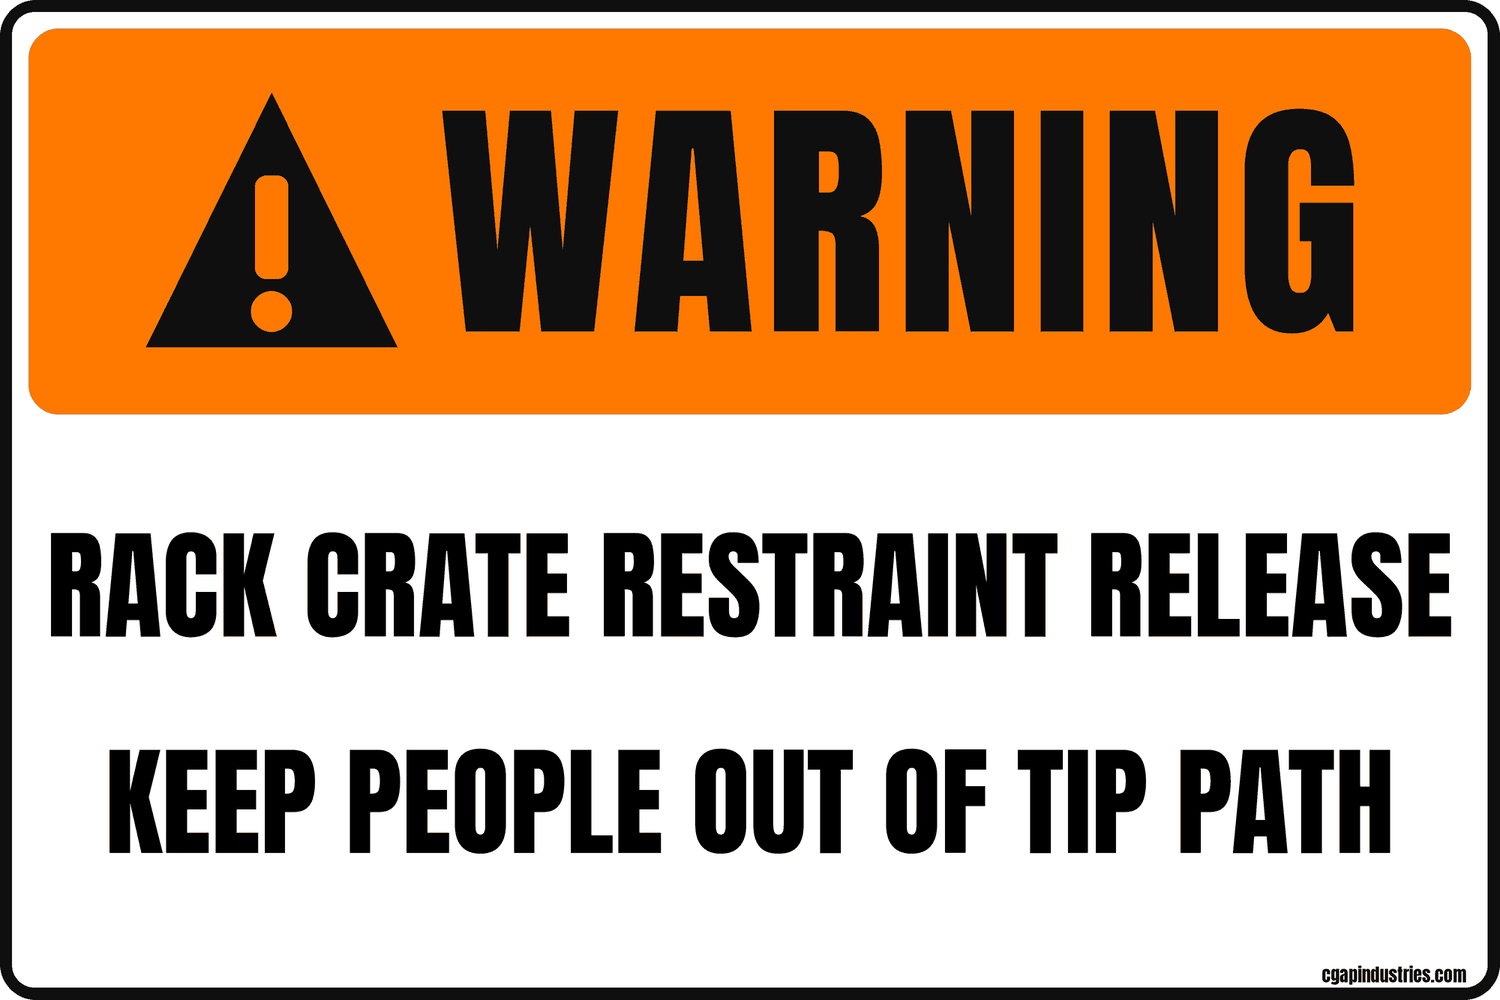 WARNING
RACK CRATE RESTRAINT RELEASE
KEEP PEOPLE OUT OF TIP PATH
cgapindustries.com